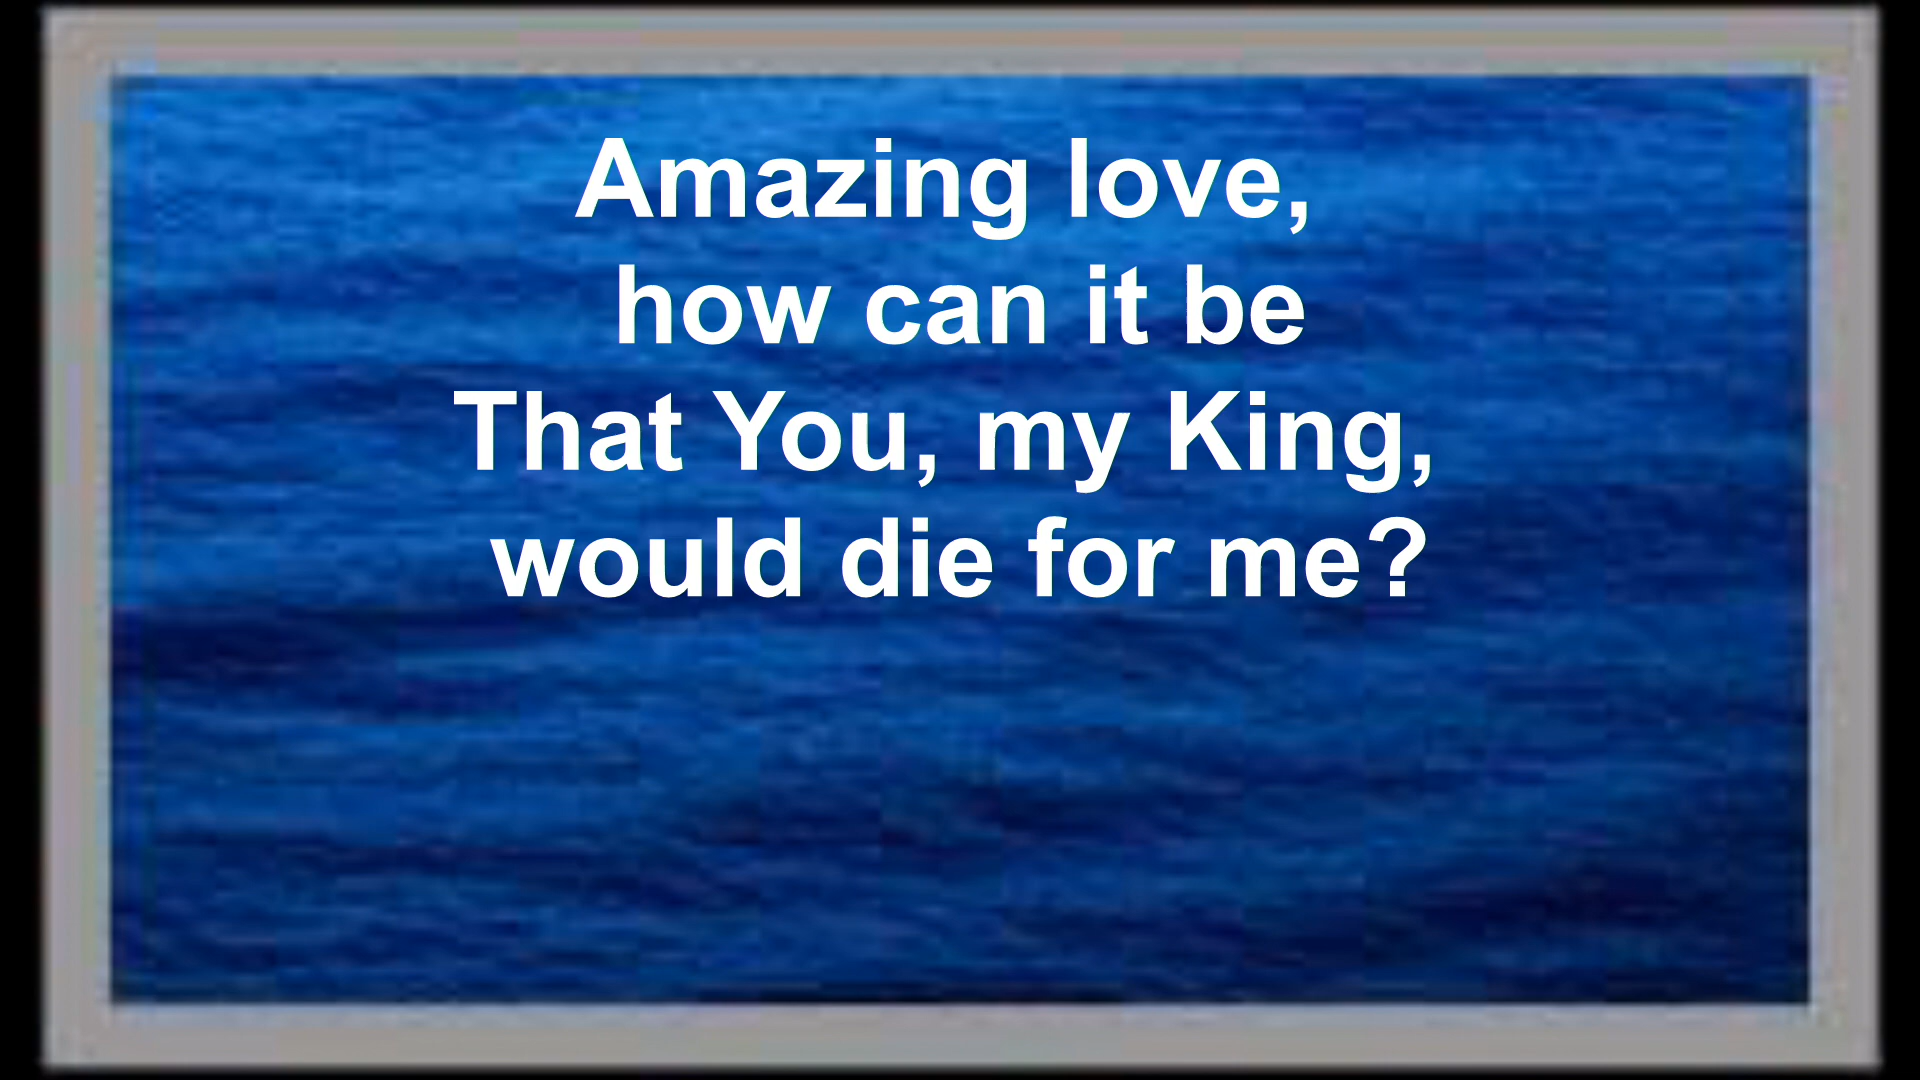 Amazing love,
how can it be
That You, my King,
would die for me?